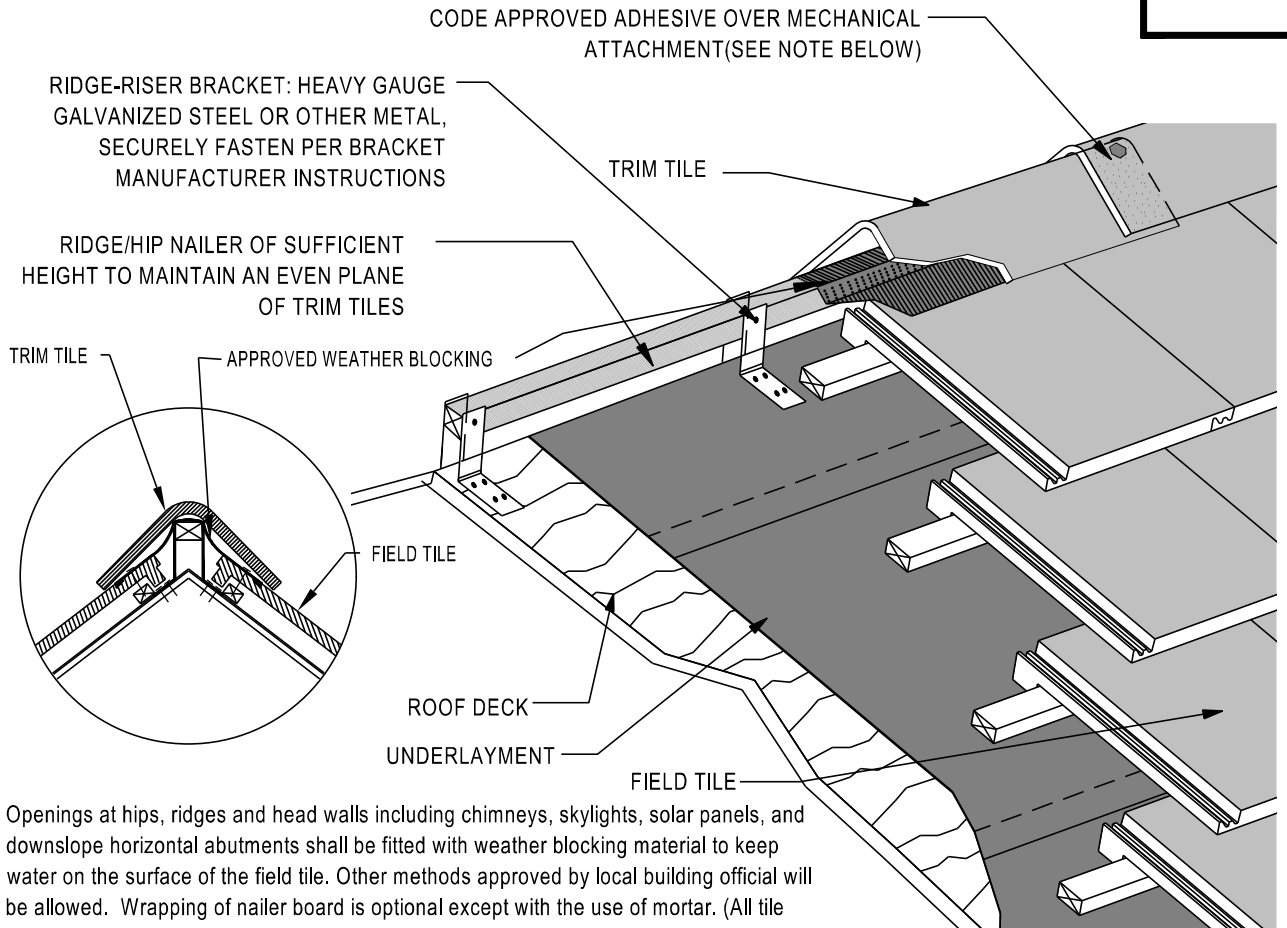 CODE APPROVED ADHESIVE OVER MECHANICAL
ATTACHMENT(SEE NOTE BELOW)
RIDGE-RISER BRACKET: HEAVY GAUGE
GALVANIZED STEEL OR OTHER METAL,
SECURELY FASTEN PER BRACKET
MANUFACTURER INSTRUCTIONS
TRIM TILE
RIDGE/HIP NAILER OF SUFFICIENT
HEIGHT TO MAINTAIN AN EVEN PLANE
OF TRIM TILES
TRIM TILE
APPROVED WEATHER BLOCKING
FIELD TILE
ROOF DECK
UNDERLAYMENT
FIELD TILE
Openings at hips, ridges and head walls including chimneys, skylights, solar panels, and
downslope horizontal abutments shall be fitted with weather blocking material to keep
water on the surface of the field tile. Other methods approved by local building official will
be allowed.  Wrapping of nailer board is optional except with the use of mortar. (All tile